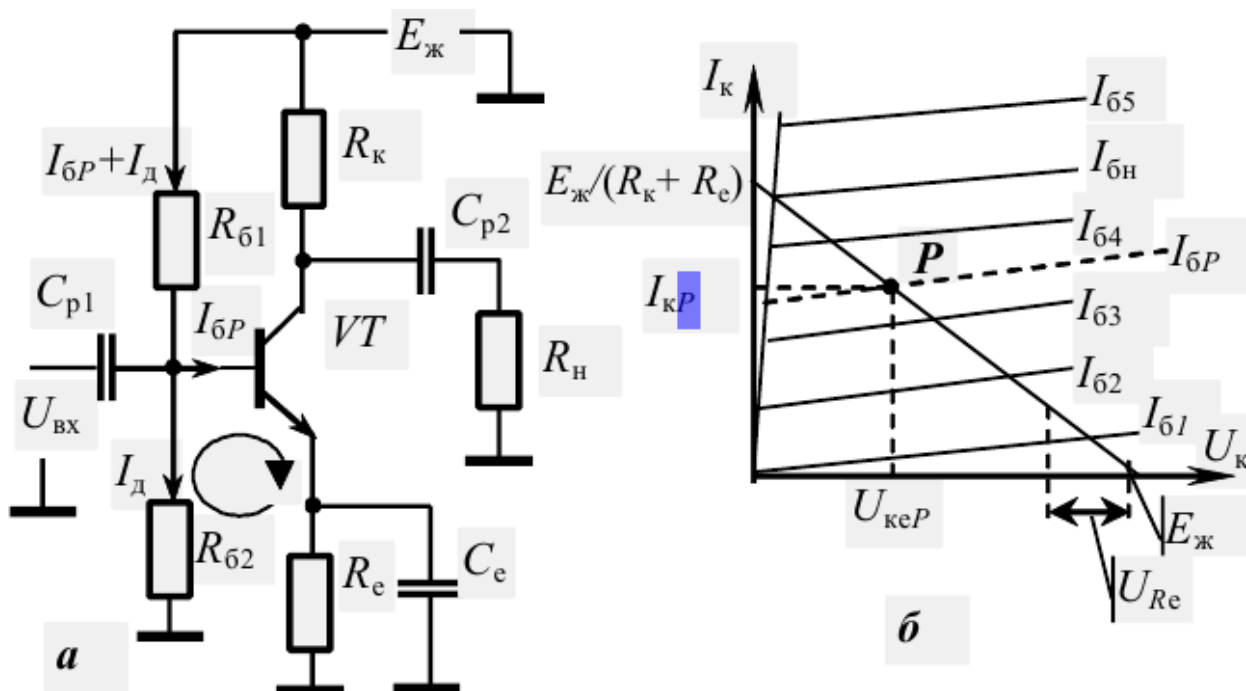 Eж
Rк
IбP+Iд
Rб1
Cр2
Cр1
IбP
VT
Rн
Uвх
Iд
Rб2
Rе
Cе
а
Iк
Iб5
Eж/(Rк+ Rе)
Iбн
Iб4
P
IбP
IкP
Iб3
Iб2
Iб1
Uк
UкеP
Eж
URе
б